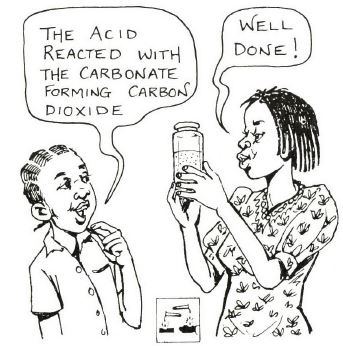 THE ACID
REACTED WITH
THE CARBONATE
FORMING CARBON
DIOXIDE
WELL
DONE!